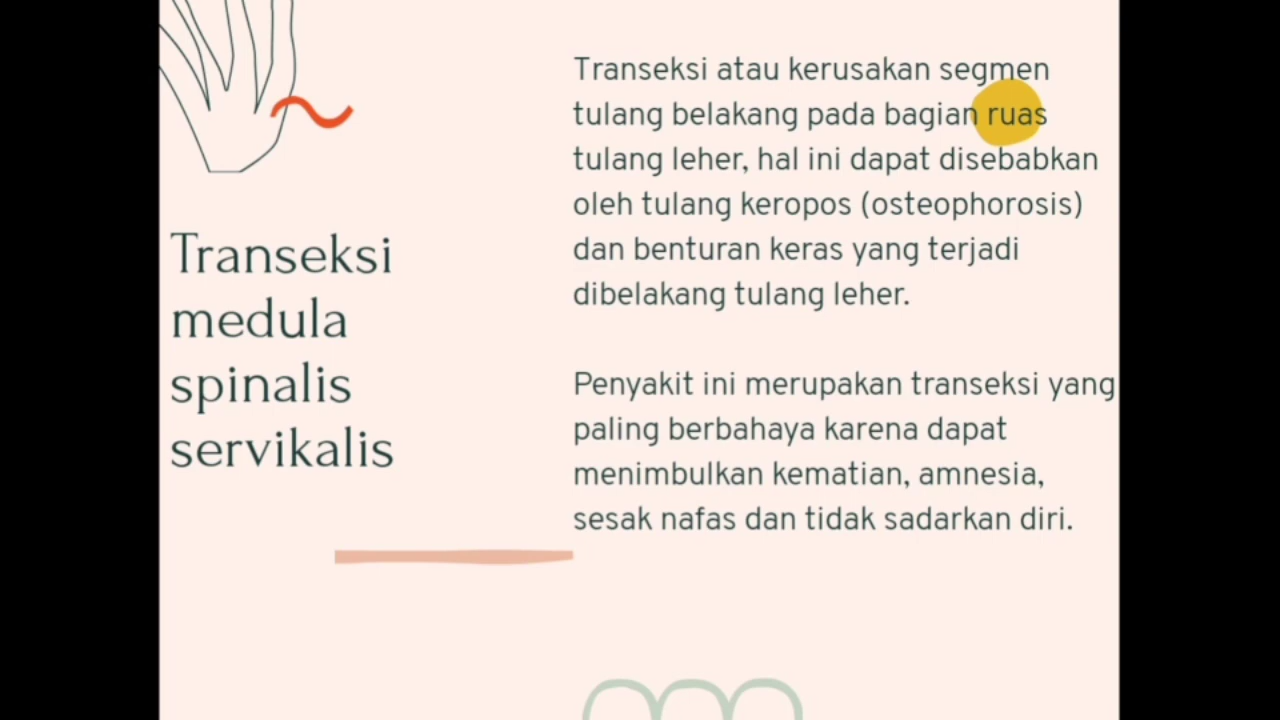 Transeksi
medula
spinalis
servikalis
Transeksi atau kerusakan segmen
tulang belakang pada bagian ruas
tulang leher, hal ini dapat disebabkan
oleh tulang keropos (osteophorosis)
dan benturan keras yang terjadi
dibelakang tulang leher.
Penyakit ini merupakan transeksi yang
paling berbahaya karena dapat
menimbulkan kematian, amnesia,
sesak nafas dan tidak sadarkan diri.